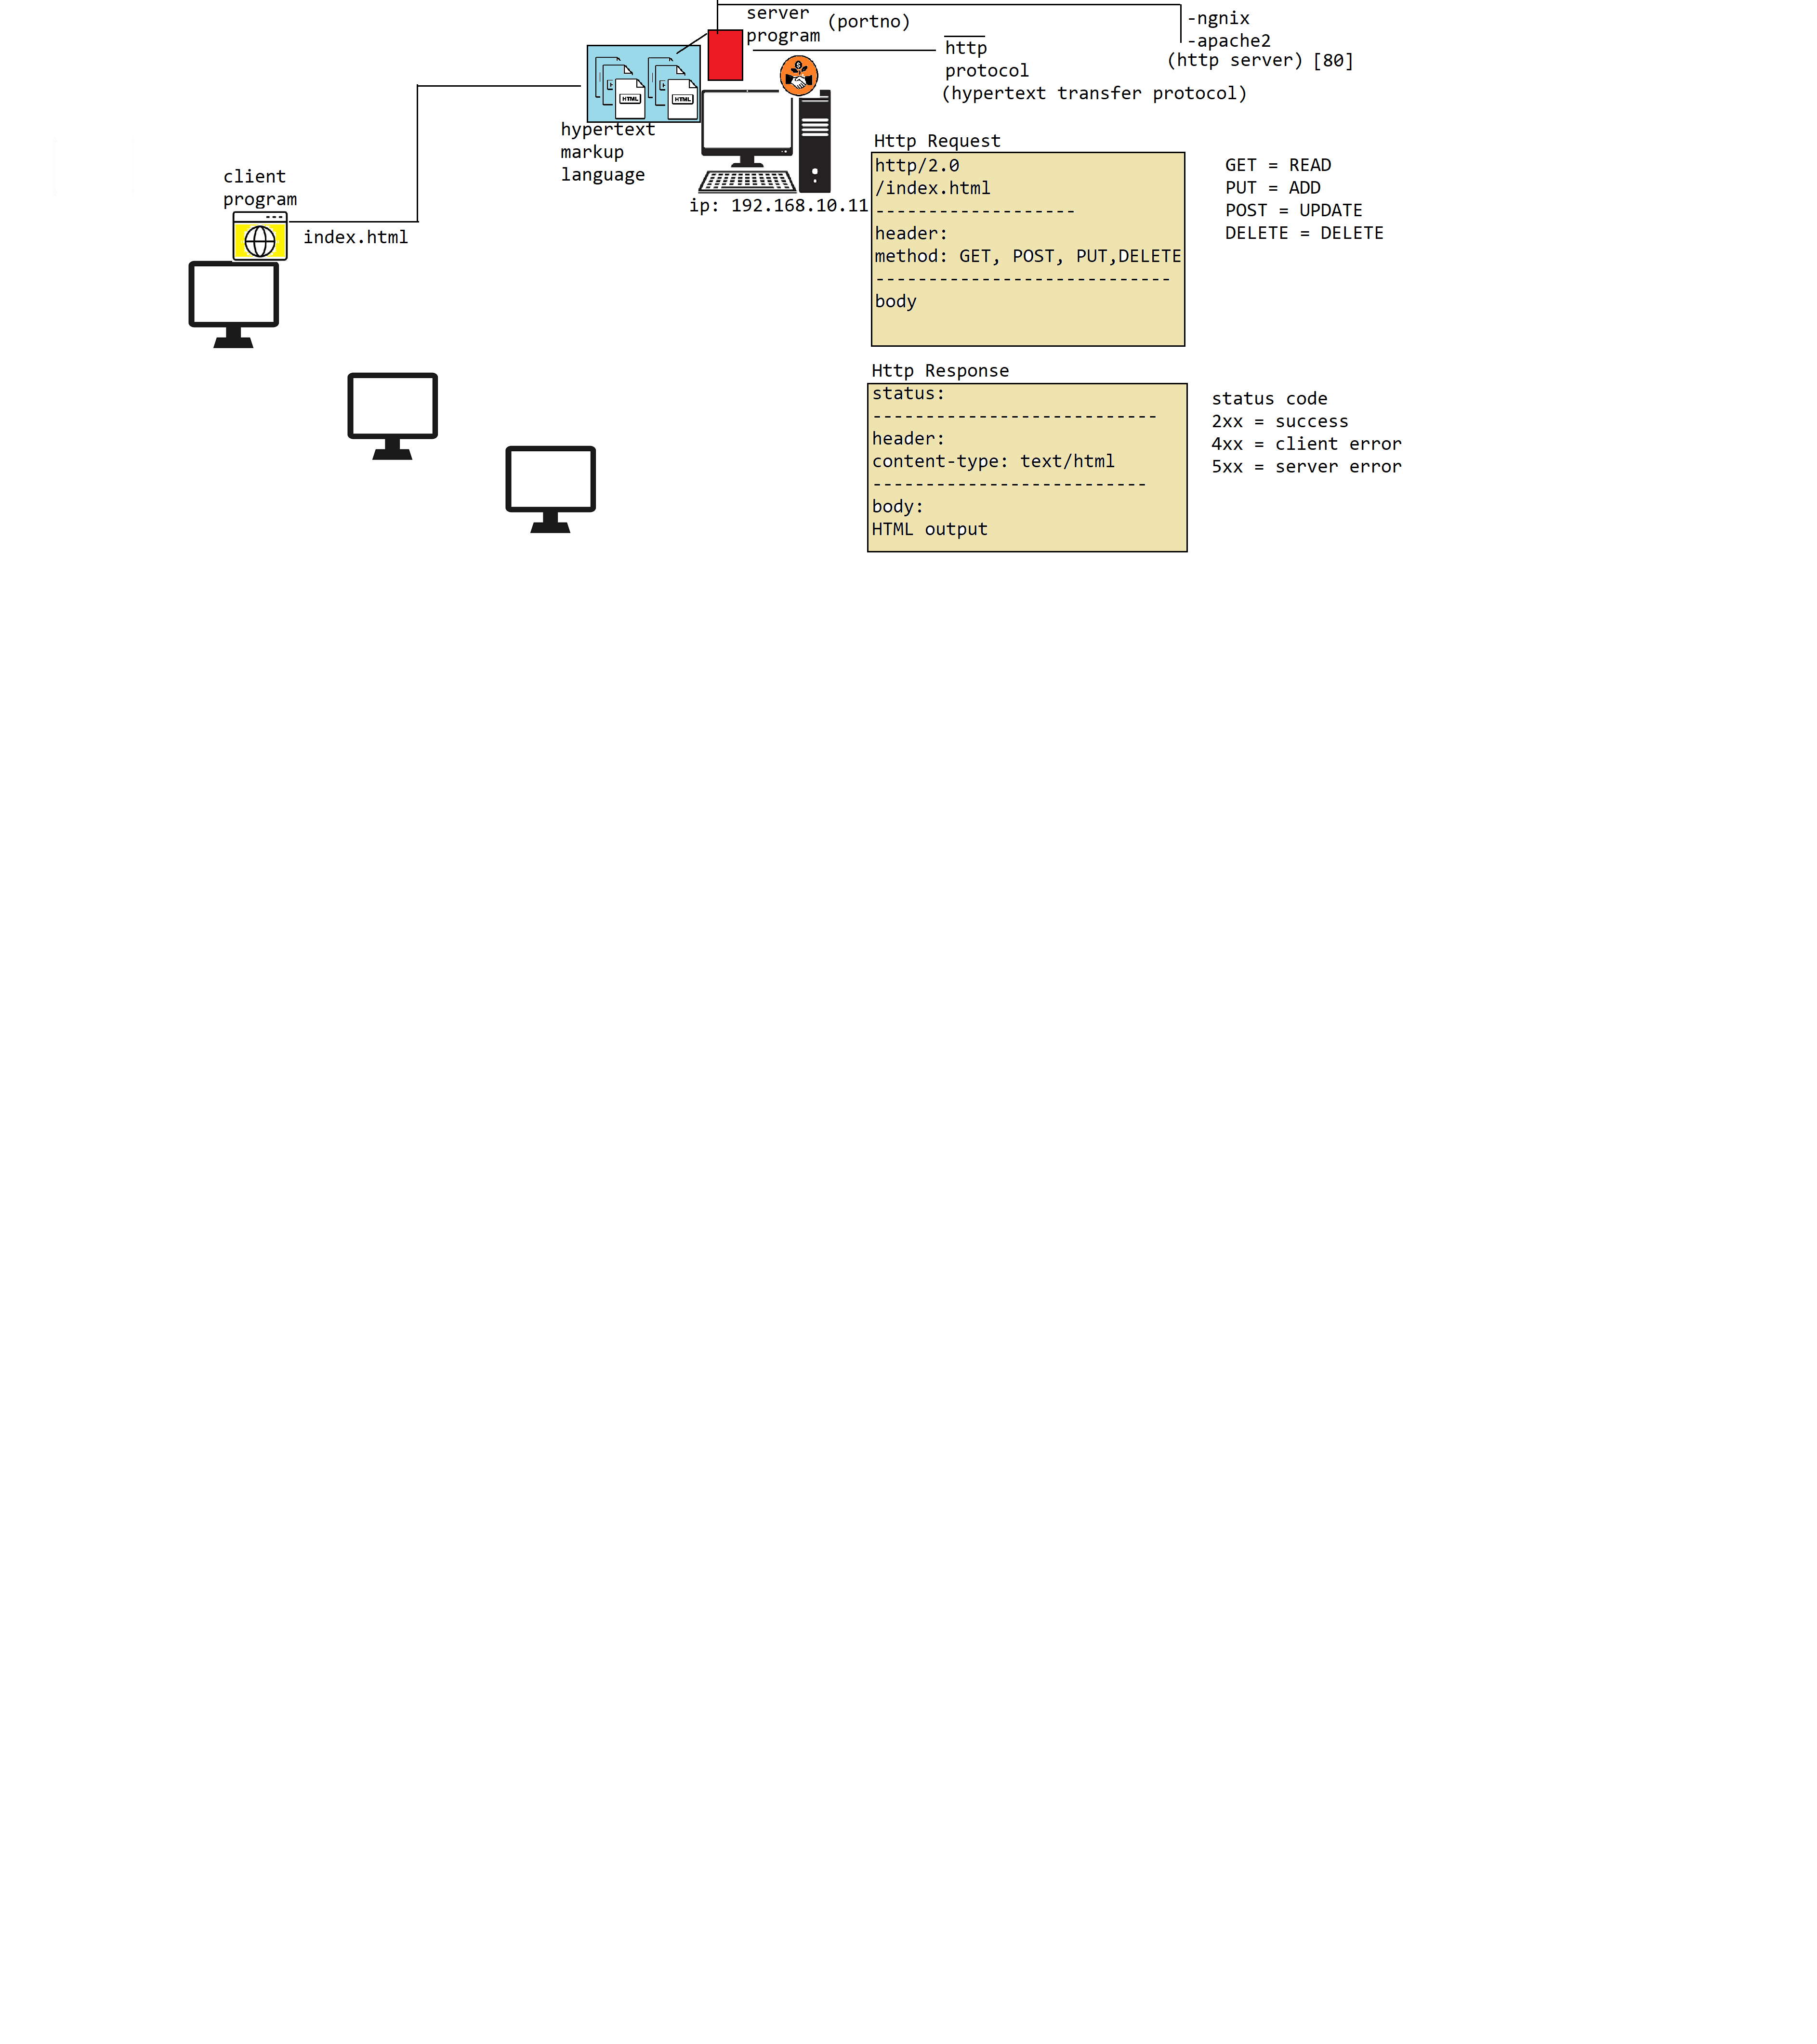 server
program
(portno)
-ngnix
-apache2
(http server) [80]
http
protocol
(hypertext transfer protocol)
HTML
HTML
hypertext
markup
language
ip: 192.168.10.11
client
program
index.html
Http Request
http/2.0
/index.html
-------------------
header:
method: GET, POST, PUT,DELETE
----------------------------
body
GET = READ
PUT = ADD
POST = UPDATE
DELETE = DELETE
Http Response
status:
---------------------------
header:
content-type: text/html
--------------------------
body:
HTML output
status code
2xx = success
4xx = client error
5xx = server error